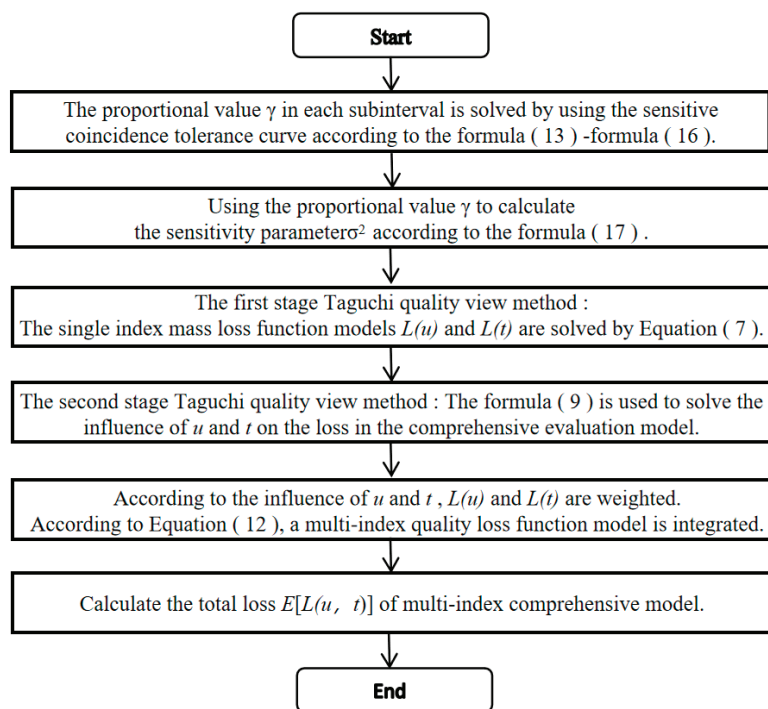 Start
The proportional value γ in each subinterval is solved by using the sensitive
coincidence tolerance curve according to the formula ( 13 ) -formula ( 16 ).
Using the proportional value γ to calculate
the sensitivity parameterσ² according to the formula ( 17 ) .
The first stage Taguchi quality view method :
The single index mass loss function models L(u) and L(t) are solved by Equation ( 7 ).
The second stage Taguchi quality view method : The formula ( 9 ) is used to solve the
influence of u and t on the loss in the comprehensive evaluation model.
According to the influence of u and t , L(u) and L(t) are weighted.
According to Equation ( 12 ), a multi-index quality loss function model is integrated.
Calculate the total loss E[L(u, t)] of multi-index comprehensive model.
End